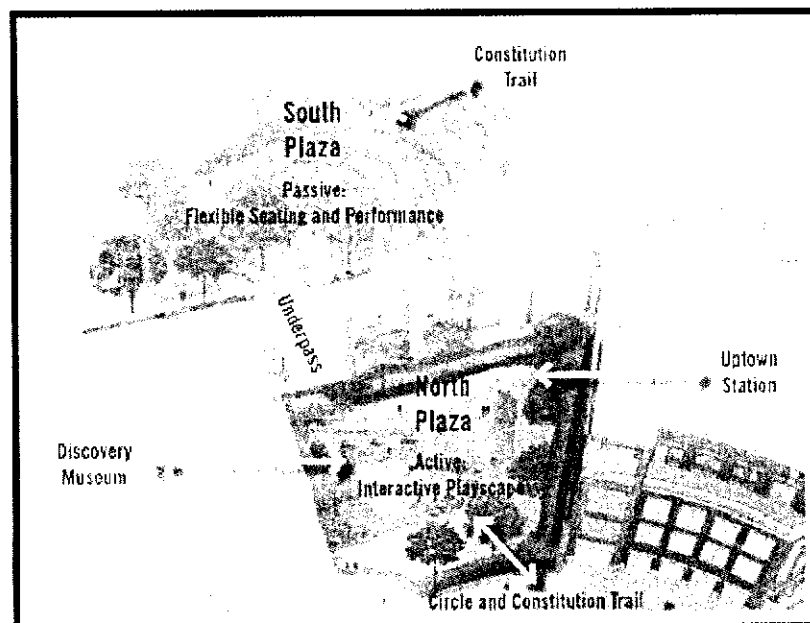 Constitution
Trail
South
Plaza
Passive:
Flexible Seating and Performance
Underpass
North
Plaza
Uptown
Station
Discovery
Museum
Active:
Interactive Playscape
Circle and Constitution Trail